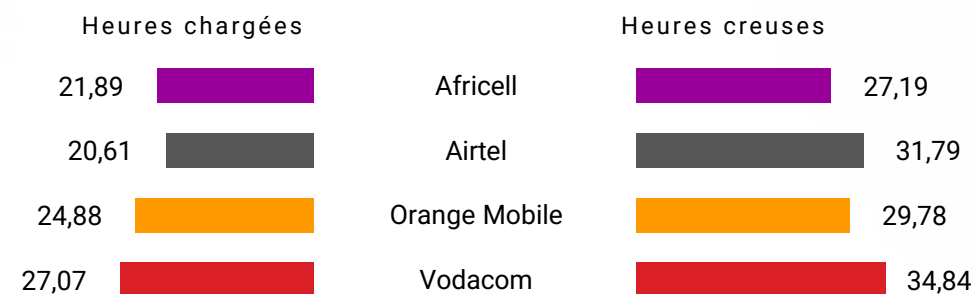 Heures chargées Heures creuses
21,89 Africell 27,19
20,61 Airtel 31,79
24,88 Orange Mobile 29,78
27,07 Vodacom 34,84